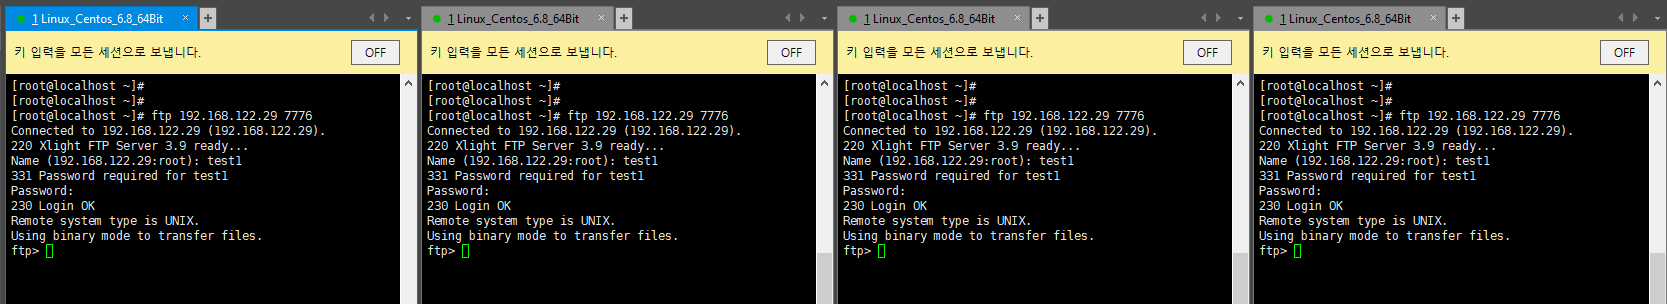 1 Linux_Centos_6.8_64Bit × +
키 입력을 모든 세션으로 보냅니다. OFF
[root@localhost ~]#
[root@localhost ~]#
[root@localhost ~]# ftp 192.168.122.29 7776
Connected to 192.168.122.29 (192.168.122.29).
220 Xlight FTP Server 3.9 ready...
Name (192.168.122.29:root): test1
331 Password required for test1
Password:
230 Login OK
Remote system type is UNIX.
Using binary mode to transfer files.
ftp>
1 Linux_Centos_6.8_64Bit × +
키 입력을 모든 세션으로 보냅니다. OFF
[root@localhost ~]#
[root@localhost ~]#
[root@localhost ~]# ftp 192.168.122.29 7776
Connected to 192.168.122.29 (192.168.122.29).
220 Xlight FTP Server 3.9 ready...
Name (192.168.122.29:root): test1
331 Password required for test1
Password:
230 Login OK
Remote system type is UNIX.
Using binary mode to transfer files.
ftp>
1 Linux_Centos_6.8_64Bit × +
키 입력을 모든 세션으로 보냅니다. OFF
[root@localhost ~]#
[root@localhost ~]#
[root@localhost ~]# ftp 192.168.122.29 7776
Connected to 192.168.122.29 (192.168.122.29).
220 Xlight FTP Server 3.9 ready...
Name (192.168.122.29:root): test1
331 Password required for test1
Password:
230 Login OK
Remote system type is UNIX.
Using binary mode to transfer files.
ftp>
1 Linux_Centos_6.8_64Bit × +
키 입력을 모든 세션으로 보냅니다. OFF
[root@localhost ~]#
[root@localhost ~]#
[root@localhost ~]# ftp 192.168.122.29 7776
Connected to 192.168.122.29 (192.168.122.29).
220 Xlight FTP Server 3.9 ready...
Name (192.168.122.29:root): test1
331 Password required for test1
Password:
230 Login OK
Remote system type is UNIX.
Using binary mode to transfer files.
ftp>